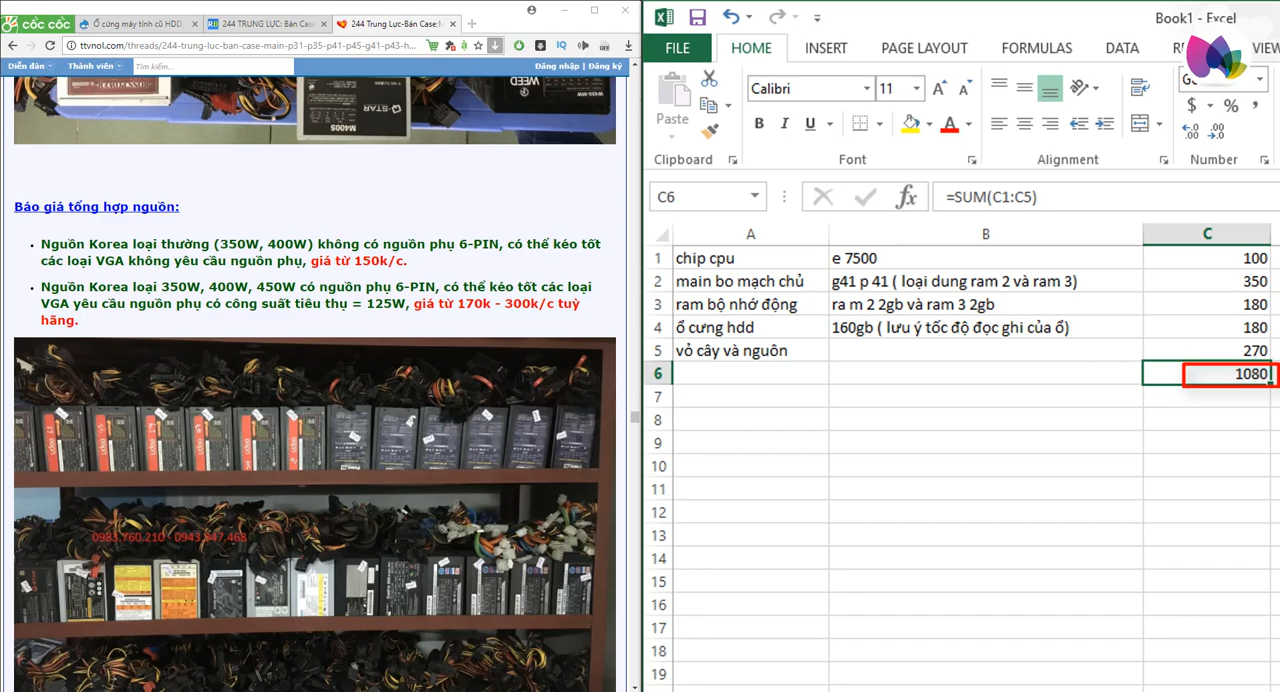 CỐC CỐC
Ổ cứng máy tính cũ HDD
244 TRUNG LỰC: Bán Case
244 Trung Lực-Bán Case:M
ttvnol.com/threads/244-trung-luc-ban-case-main-p31-p35-p41-p45-g41-p43-h...
Diễn đàn
Thành viên
Tìm kiếm...
Đăng nhập | Đăng ký
Q-STAR
M400S
WEED
Báo giá tổng hợp nguồn:
• Nguồn Korea loại thường (350W, 400W) không có nguồn phụ 6-PIN, có thể kéo tốt
các loại VGA không yêu cầu nguồn phụ, giá từ 150k/c.
• Nguồn Korea loại 350W, 400W, 450W có nguồn phụ 6-PIN, có thể kéo tốt các loại
VGA yêu cầu nguồn phụ có công suất tiêu thụ = 125W, giá từ 170k - 300k/c tuỳ
hãng.
0983.760.210 - 0943.547.468
Book1 - Excel
FILE HOME INSERT PAGE LAYOUT FORMULAS DATA VIEW
Paste
Calibri 11
B I U
$ % ,
Clipboard Font Alignment Number
C6 fx =SUM(C1:C5)
A B C
1 chip cpu e 7500 100
2 main bo mạch chủ g41 p 41 ( loại dung ram 2 và ram 3) 350
3 ram bộ nhớ động ra m 2 2gb và ram 3 2gb 180
4 ổ cưng hdd 160gb ( lưu ý tốc độ đọc ghi của ổ) 180
5 vỏ cây và nguôn 270
6 1080
7
8
9
10
11
12
13
14
15
16
17
18
19